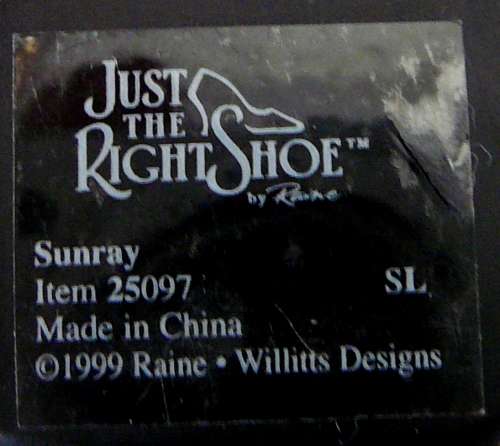 JUST
THE
RIGHT SHOE™
by Raine
Sunray
Item 25097 SL
Made in China
©1999 Raine • Willitts Designs